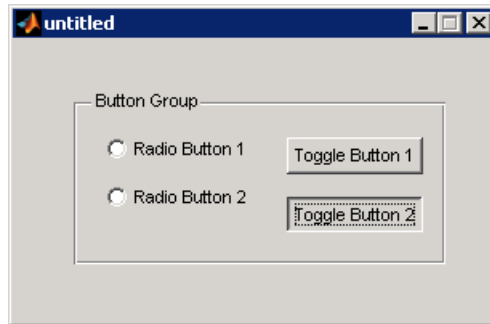 untitled
Button Group
Radio Button 1
Toggle Button 1
Radio Button 2
Toggle Button 2